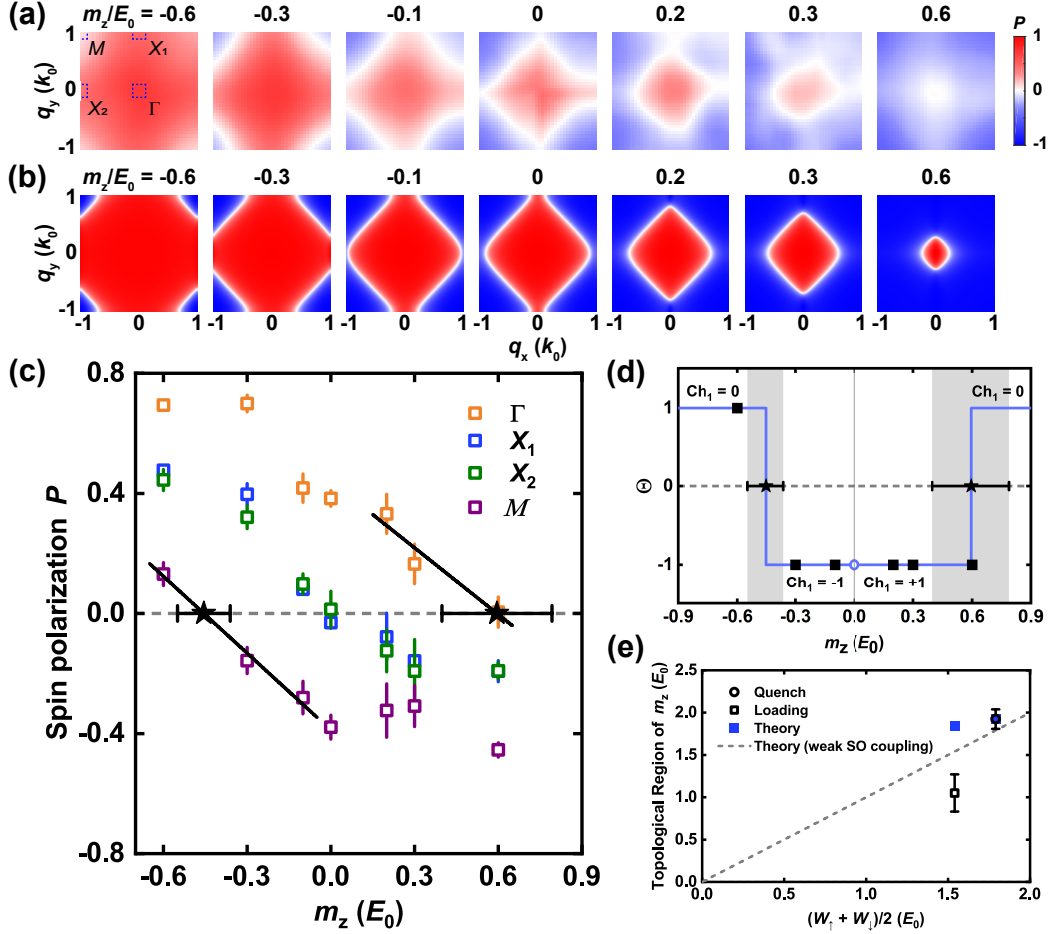 (a)
m_z/E_0 = -0.6 -0.3 -0.1 0 0.2 0.3 0.6 P
M X_1
X_2 Γ
q_y (k_0)
1
0
-1
1
0
-1
(b)
m_z/E_0 = -0.6 -0.3 -0.1 0 0.2 0.3 0.6
q_y (k_0)
1
0
-1
-1 0 1 -1 0 1 -1 0 1 -1 0 1 -1 0 1 -1 0 1 -1 0 1
q_x (k_0)
(c)
Spin polarization P
0.8
0.4
0.0
-0.4
-0.8
Γ
X_1
X_2
M
-0.6 -0.3 0.0 0.3 0.6 0.9
m_z (E_0)
(d)
Ch_1 = 0 Ch_1 = 0
Θ
1
0
-1
Ch_1 = -1 Ch_1 = +1
-0.9 -0.6 -0.3 0.0 0.3 0.6 0.9
m_z (E_0)
(e)
Topological Region of m_z (E_0)
2.5
2.0
1.5
1.0
0.5
0.0
Quench
Loading
Theory
Theory (weak SO coupling)
0.0 0.5 1.0 1.5 2.0
(W_↑ + W_↓)/2 (E_0)